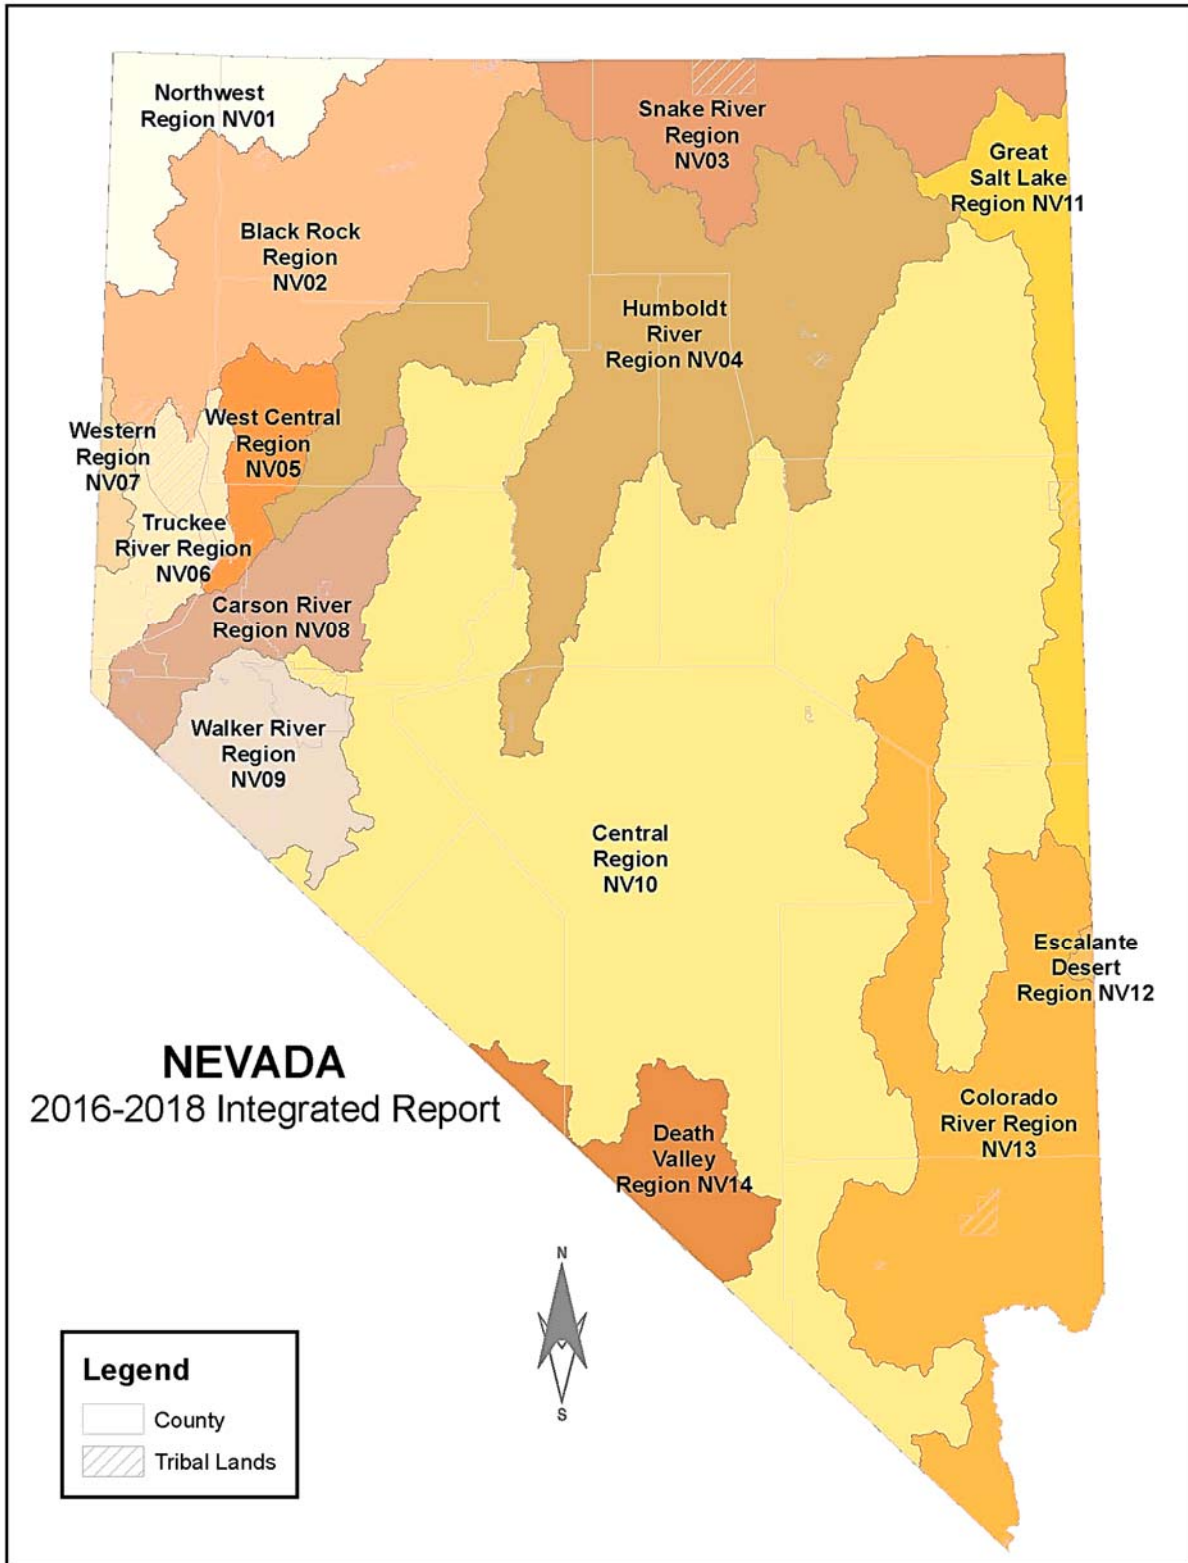 Northwest
Region NV01
Snake River
Region
NV03
Great
Salt Lake
Region NV11
Black Rock
Region
NV02
Humboldt
River
Region NV04
West Central
Region
NV05
Western
Region
NV07
Truckee
River Region
NV06
Carson River
Region NV08
Walker River
Region
NV09
Central
Region
NV10
Escalante
Desert
Region NV12
Colorado
River Region
NV13
Death
Valley
Region NV14
NEVADA
2016-2018 Integrated Report
N
S
Legend
County
Tribal Lands